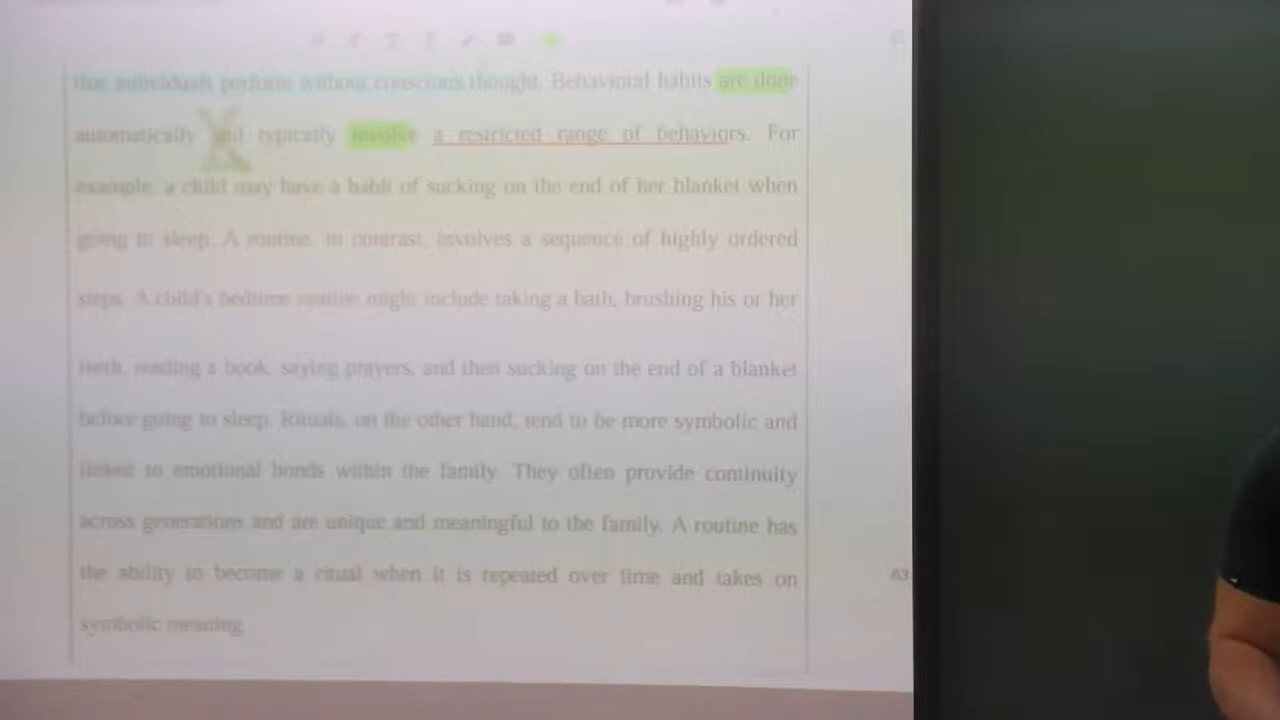 that individuals perform without conscious thought. Behavioral habits are done
automatically and typically involve a restricted range of behaviors. For
example, a child may have a habit of sucking on the end of her blanket when
going to sleep. A routine, in contrast, involves a sequence of highly ordered
steps. A child's bedtime routine might include taking a bath, brushing his or her
teeth, reading a book, saying prayers, and then sucking on the end of a blanket
before going to sleep. Rituals, on the other hand, tend to be more symbolic and
linked to emotional bonds within the family. They often provide continuity
across generations and are unique and meaningful to the family. A routine has
the ability to become a ritual when it is repeated over time and takes on
symbolic meaning.
63